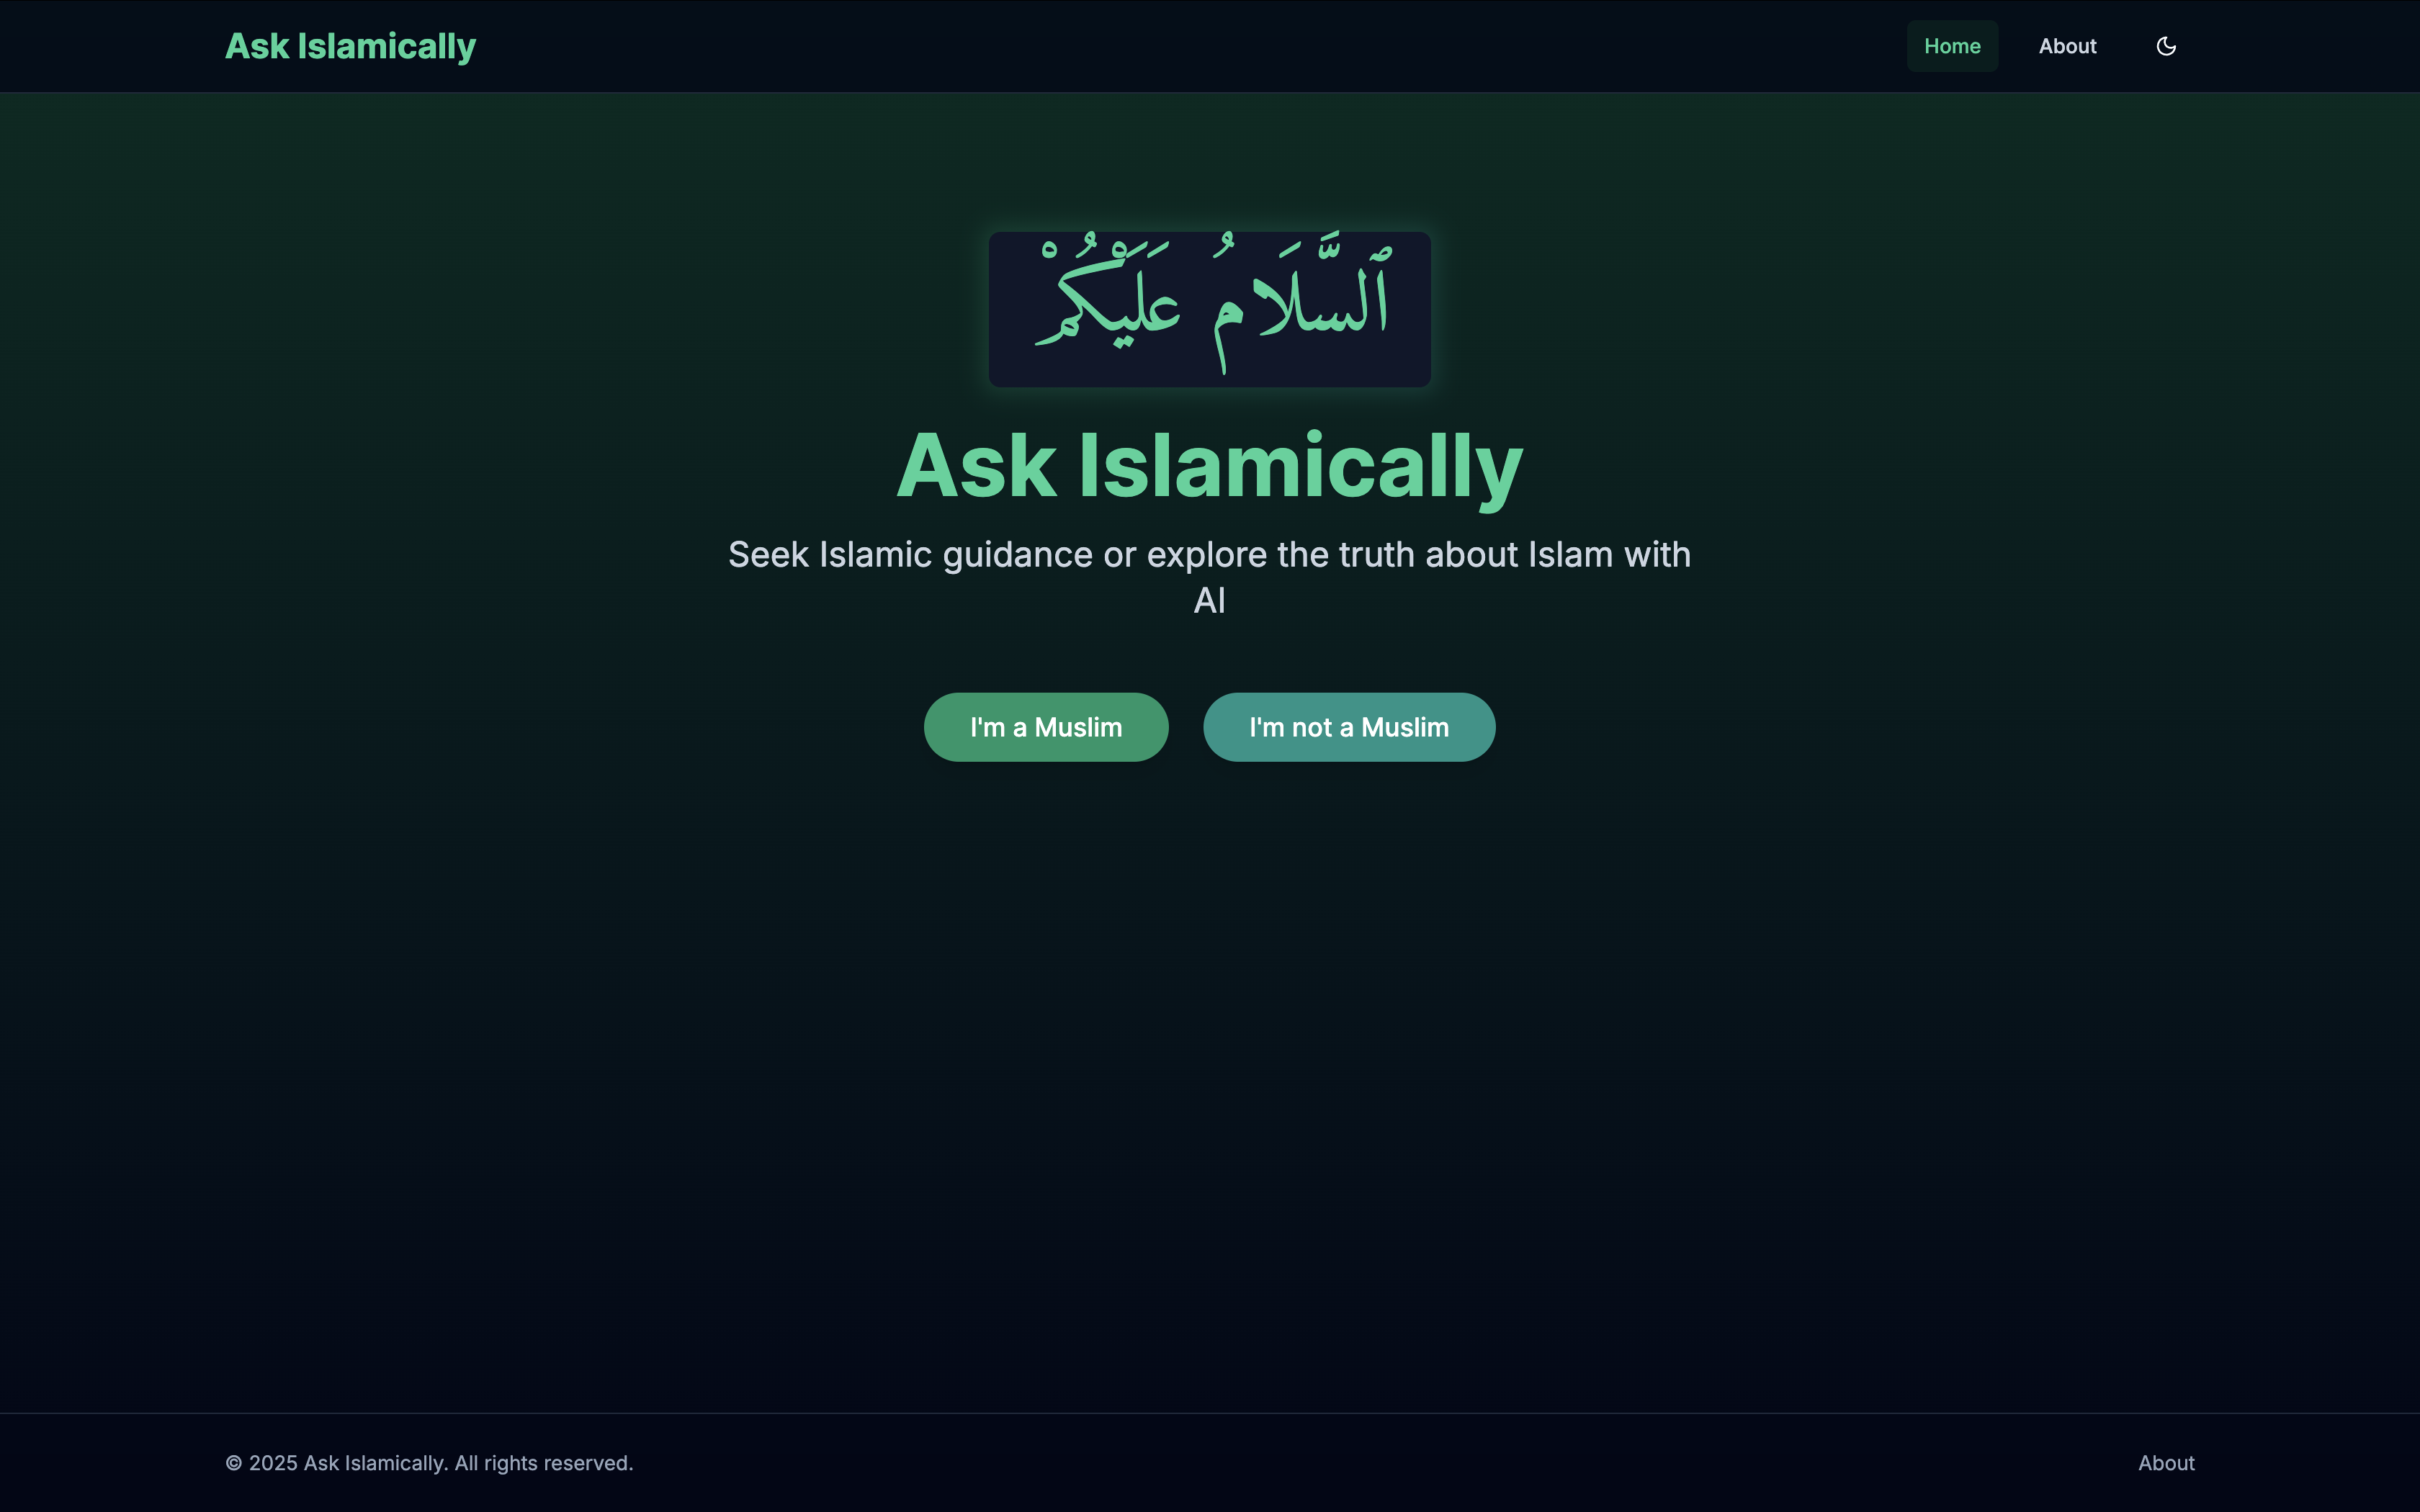 Ask Islamically
Home
About
ٱلسَّلَامُ عَلَيْكُمْ
Ask Islamically
Seek Islamic guidance or explore the truth about Islam with
AI
I'm a Muslim
I'm not a Muslim
© 2025 Ask Islamically. All rights reserved.
About